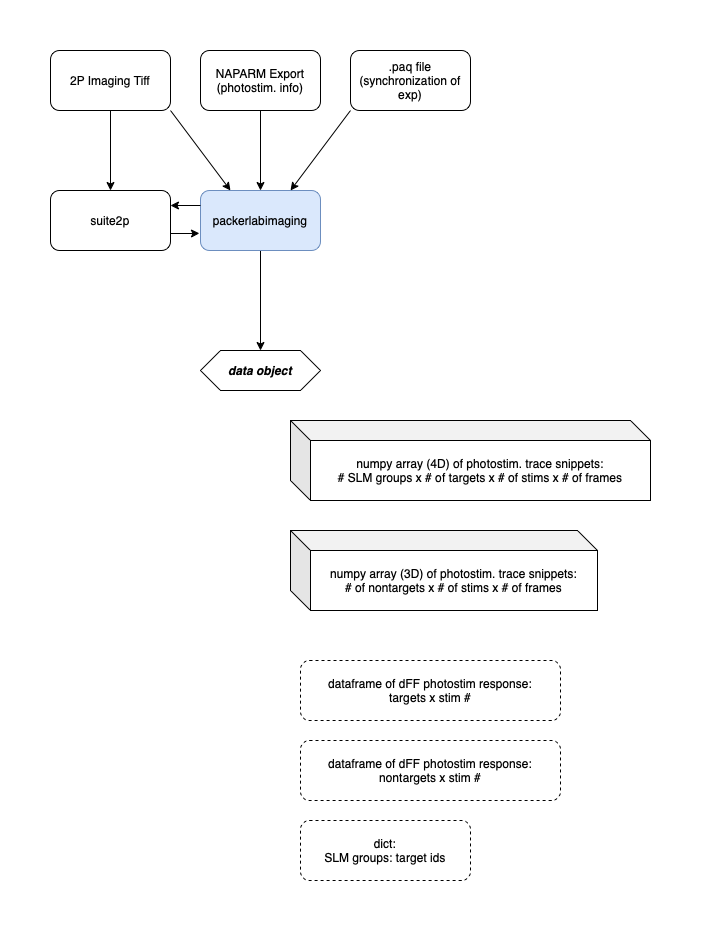 2P Imaging Tiff
NAPARM Export
(photostim. info)
.paq file
(synchronization of
exp)
suite2p
packerlabimaging
data object
numpy array (4D) of photostim. trace snippets:
# SLM groups x # of targets x # of stims x # of frames
numpy array (3D) of photostim. trace snippets:
# of nontargets x # of stims x # of frames
dataframe of dFF photostim response:
targets x stim #
dataframe of dFF photostim response:
nontargets x stim #
dict:
SLM groups: target ids